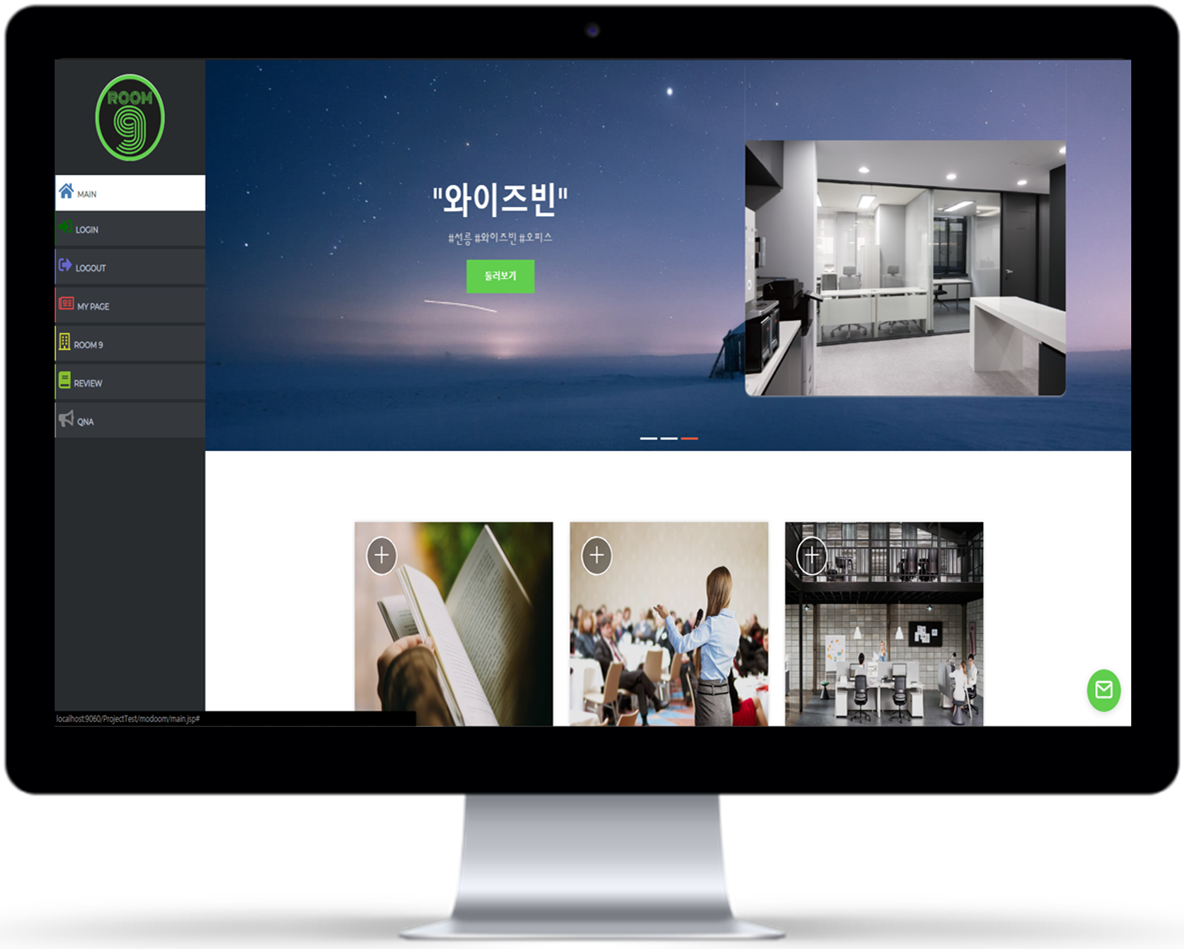 ROOM
9
MAIN
LOGIN
LOGOUT
MY PAGE
ROOM 9
REVIEW
QNA
"와이즈빈"
#선릉 #와이즈빈 #오피스
둘러보기
localhost:9060/ProjectTest/modoom/main.jsp#